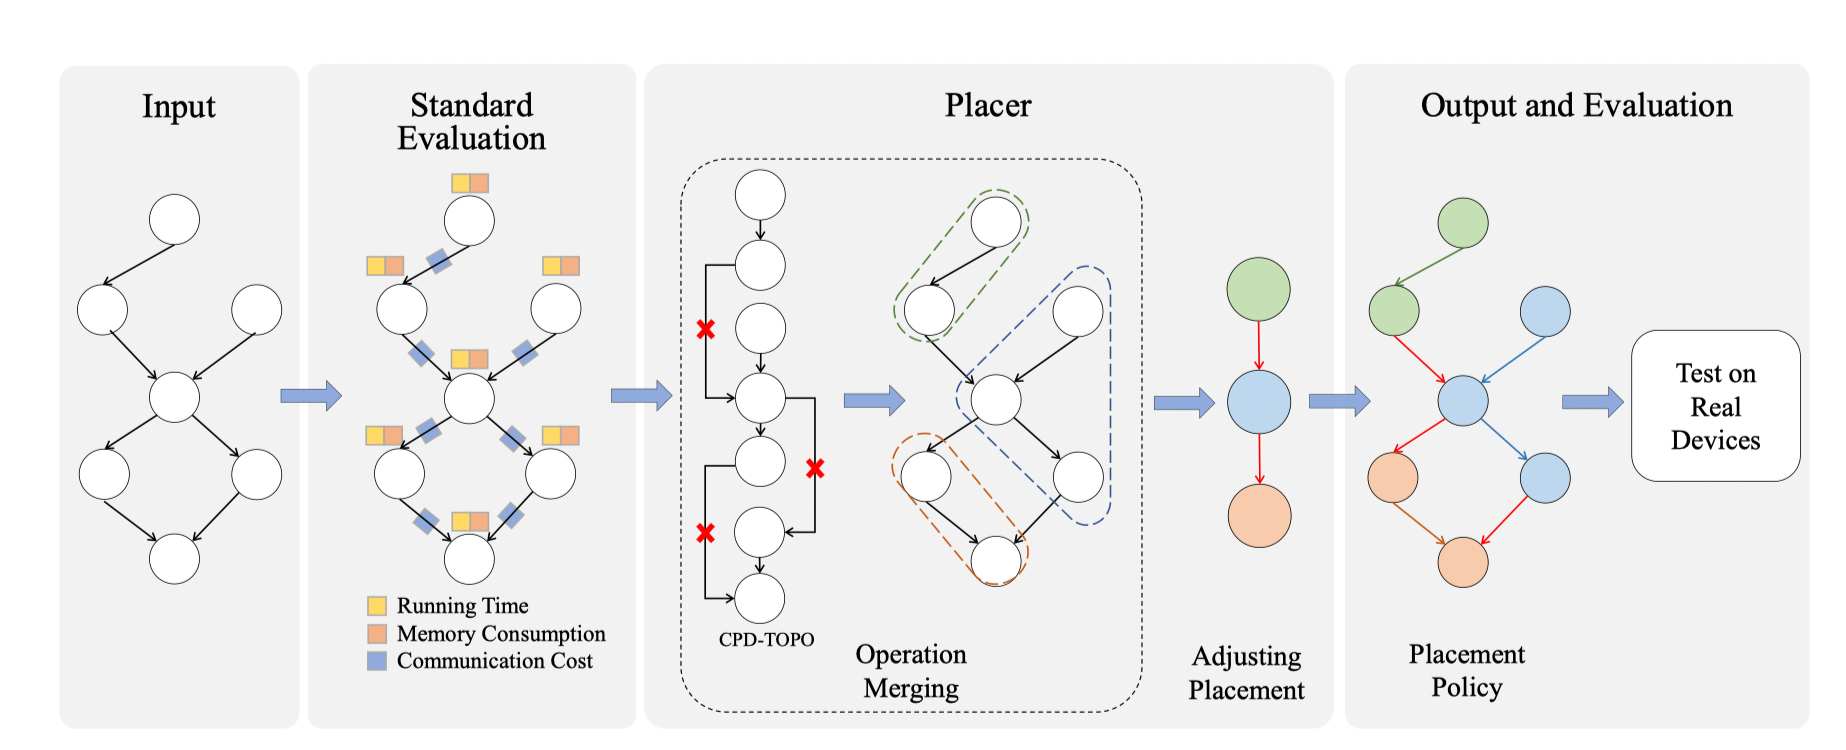 Input
Standard
Evaluation
Running Time
Memory Consumption
Communication Cost
Placer
CPD-TOPO
Operation
Merging
Adjusting
Placement
Output and Evaluation
Placement
Policy
Test on
Real
Devices